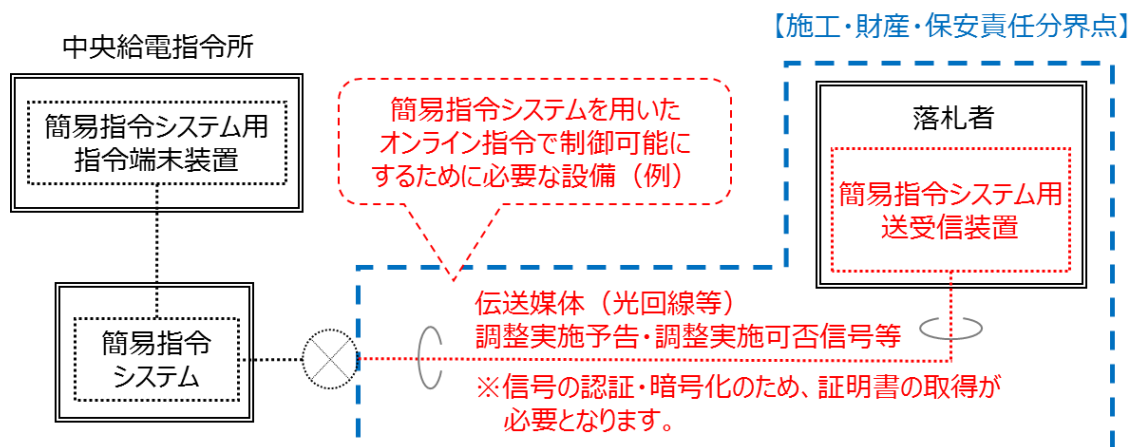 【施工・財産・保安責任分界点】
中央給電指令所
簡易指令システム用
指令端末装置
簡易指令システムを用いた
オンライン指令で制御可能に
するために必要な設備（例）
落札者
簡易指令システム用
送受信装置
簡易指令
システム
伝送媒体（光回線等）
調整実施予告・調整実施可否信号等
※信号の認証・暗号化のため、証明書の取得が
必要となります。